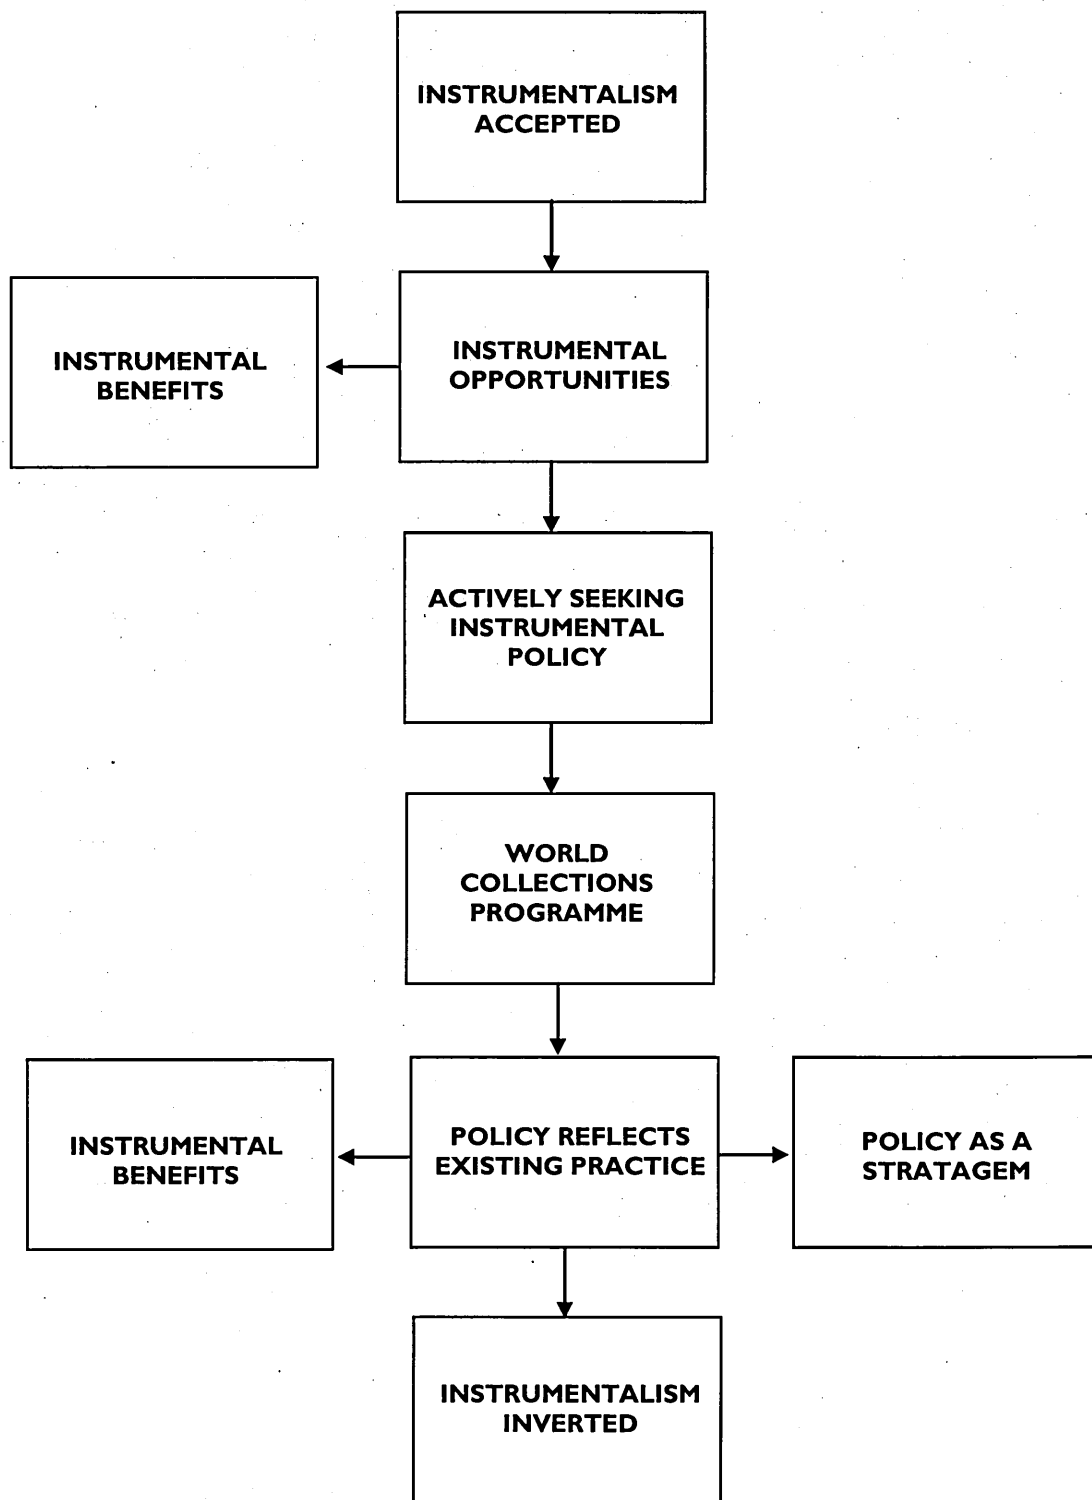 INSTRUMENTALISM
ACCEPTED
INSTRUMENTAL
BENEFITS
INSTRUMENTAL
OPPORTUNITIES
ACTIVELY SEEKING
INSTRUMENTAL
POLICY
WORLD
COLLECTIONS
PROGRAMME
INSTRUMENTAL
BENEFITS
POLICY REFLECTS
EXISTING PRACTICE
POLICY AS A
STRATAGEM
INSTRUMENTALISM
INVERTED